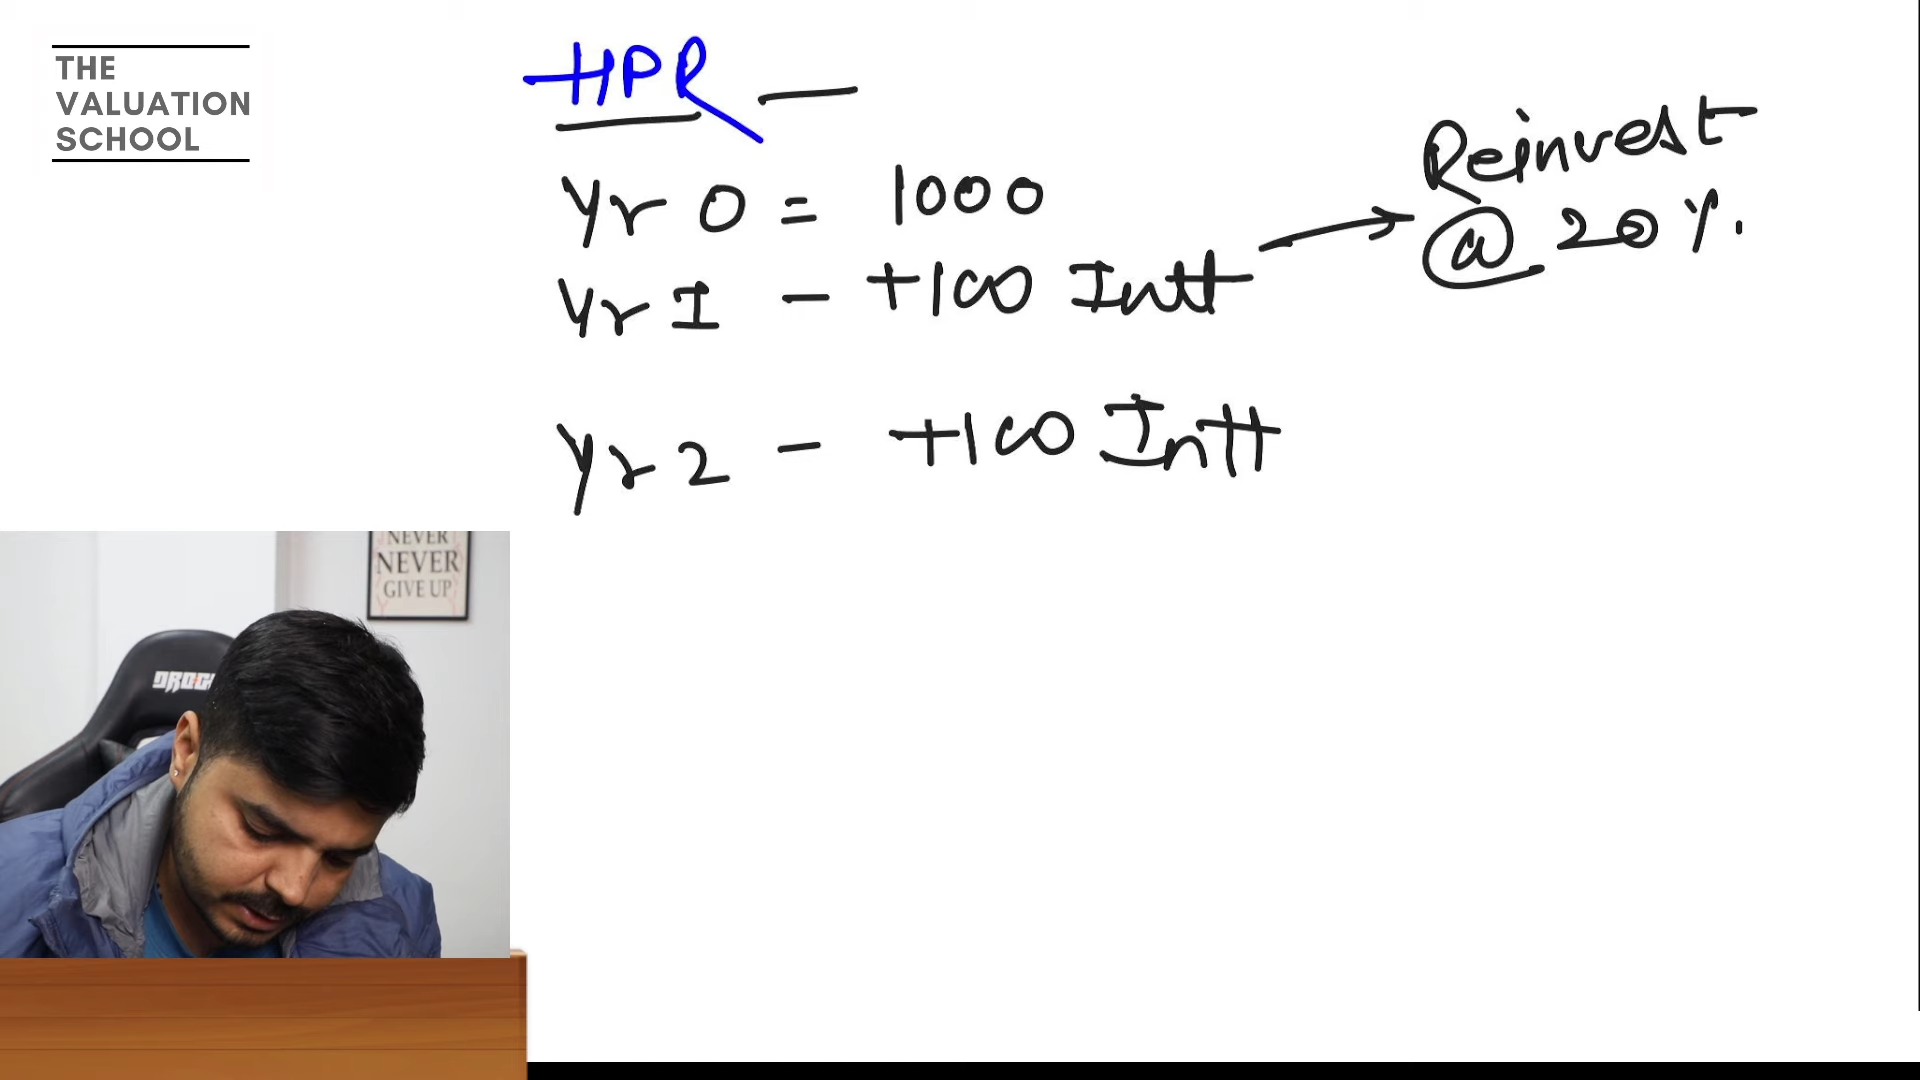 THE
VALUATION
SCHOOL
HPR —
Yr 0 = 1000
Yr I - +100 Intt → Reinvest
@ 20%.
Yr 2 - +100 Intt
NEVER
NEVER
GIVE UP